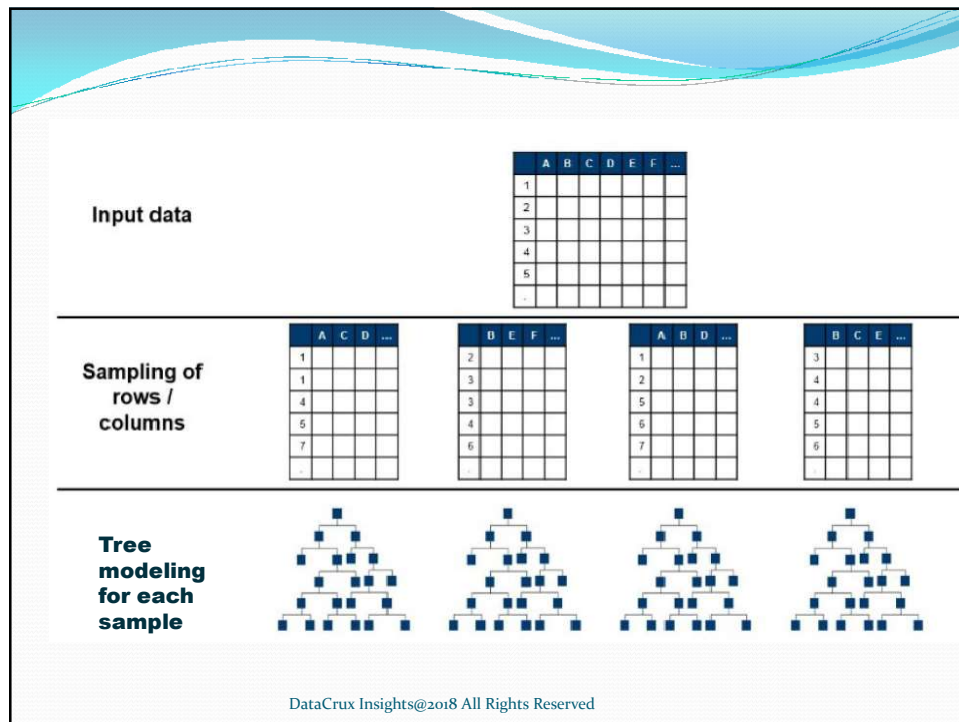 A B C D E F ...
1
2
Input data
3
4
5
.
A C D ... B E F ... A B D ... B C E ...
1 2 1 3
Sampling of
1 3 2 4
rows /
4 3 5 4
columns
5 4 6 5
7 6 7 6
. . . .
Tree
modeling
for each
sample
DataCrux Insights@2018 All Rights Reserved